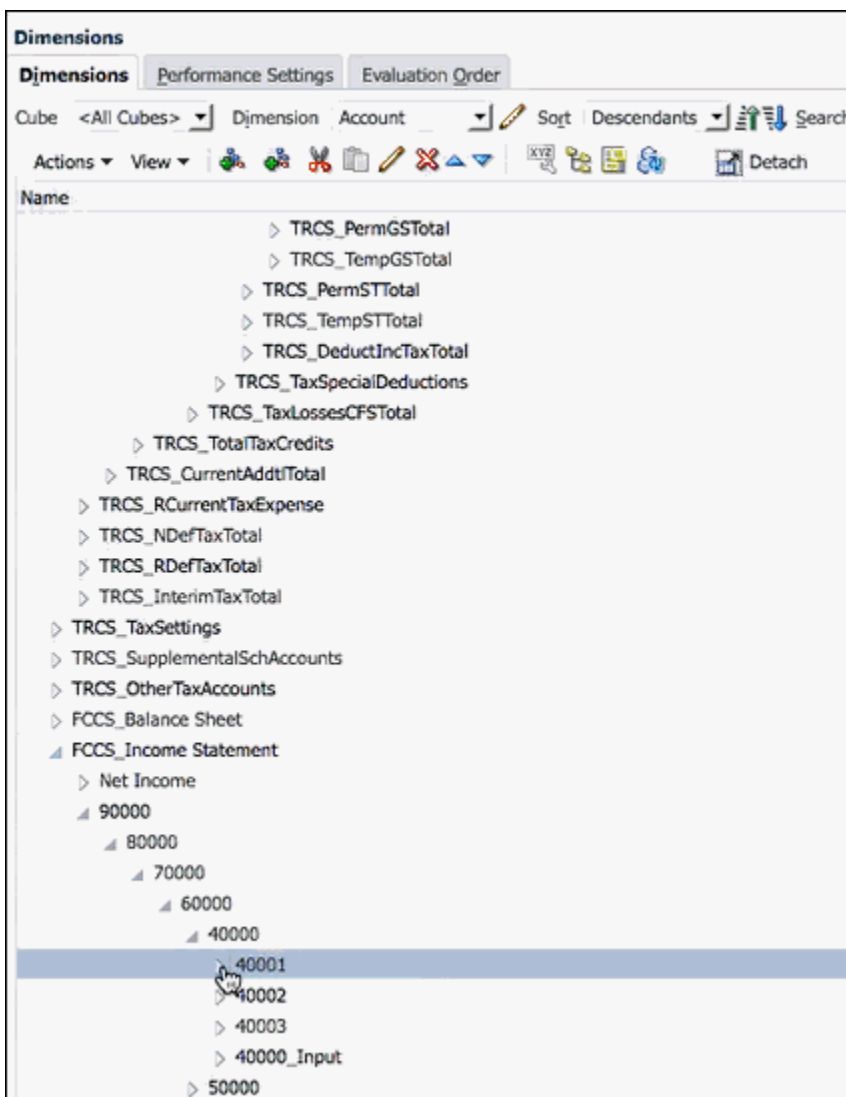 Dimensions
Dimensions Performance Settings Evaluation Order
Cube <All Cubes> Dimension Account Sort Descendants Search
Actions View XYZ Detach
Name
TRCS_PermGSTotal
TRCS_TempGSTotal
TRCS_PermSTTotal
TRCS_TempSTTotal
TRCS_DeductIncTaxTotal
TRCS_TaxSpecialDeductions
TRCS_TaxLossesCFSTotal
TRCS_TotalTaxCredits
TRCS_CurrentAddtlTotal
TRCS_RCurrentTaxExpense
TRCS_NDefTaxTotal
TRCS_RDefTaxTotal
TRCS_InterimTaxTotal
TRCS_TaxSettings
TRCS_SupplementalSchAccounts
TRCS_OtherTaxAccounts
FCCS_Balance Sheet
FCCS_Income Statement
Net Income
90000
80000
70000
60000
40000
40001
40002
40003
40000_Input
50000